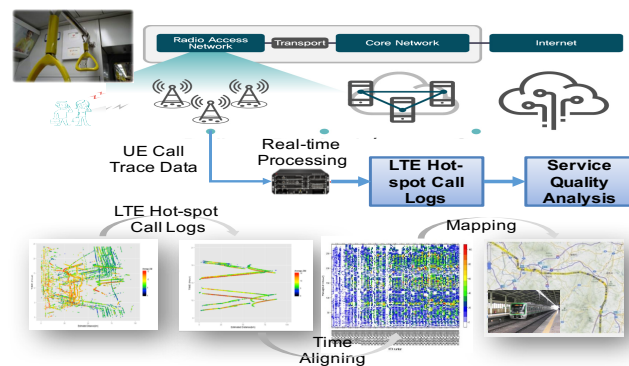 Radio Access
Network
Transport
Core Network
Internet
UE Call
Trace Data
Real-time
Processing
LTE Hot-
spot Call
Logs
Service
Quality
Analysis
LTE Hot-spot
Call Logs
Mapping
Time
Aligning